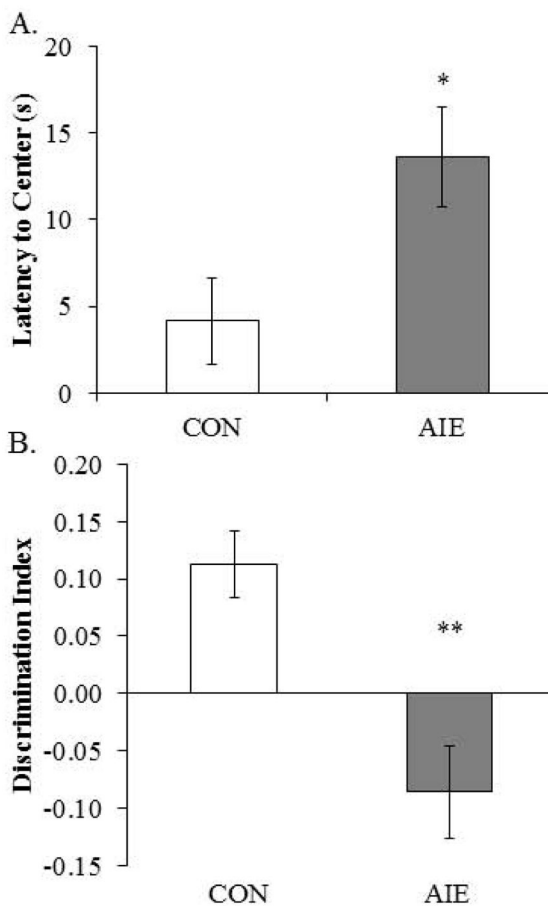 A.
Latency to Center (s)
20
15
10
5
0
*
CON AIE
B.
Discrimination Index
0.20
0.15
0.10
0.05
0.00
-0.05
-0.10
-0.15
**
CON AIE